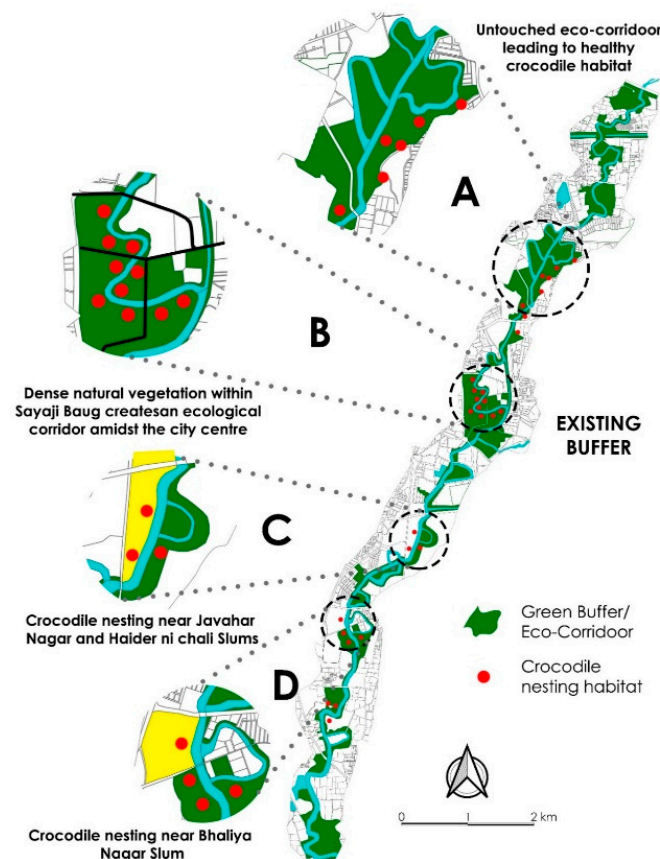 Untouched eco-corridoor
leading to healthy
crocodile habitat
A
B
Dense natural vegetation within
Sayaji Baug createsan ecological
corridor amidst the city centre
EXISTING
BUFFER
C
Crocodile nesting near Javahar
Nagar and Haider ni chali Slums
Green Buffer/
Eco-Corridoor
Crocodile
nesting habitat
D
Crocodile nesting near Bhaliya
Nagar Slum
0 1 2 km